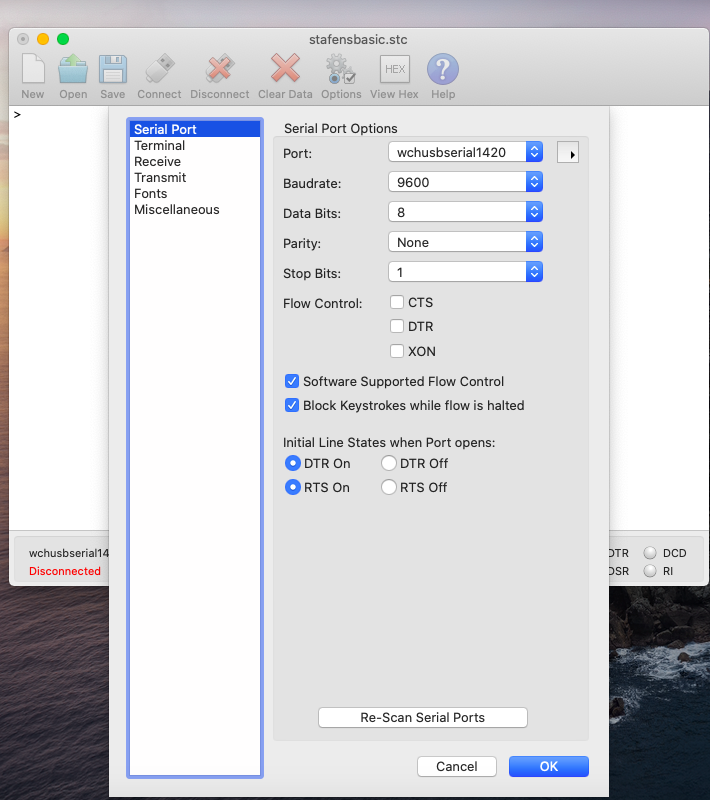 stafensbasic.stc
New Open Save Connect Disconnect Clear Data Options View Hex Help
HEX
>
Serial Port
Terminal
Receive
Transmit
Fonts
Miscellaneous
Serial Port Options
Port: wchusbserial1420
Baudrate: 9600
Data Bits: 8
Parity: None
Stop Bits: 1
Flow Control: CTS
DTR
XON
Software Supported Flow Control
Block Keystrokes while flow is halted
Initial Line States when Port opens:
DTR On DTR Off
RTS On RTS Off
wchusbserial14 DTR DCD
Disconnected DSR RI
Re-Scan Serial Ports
Cancel OK